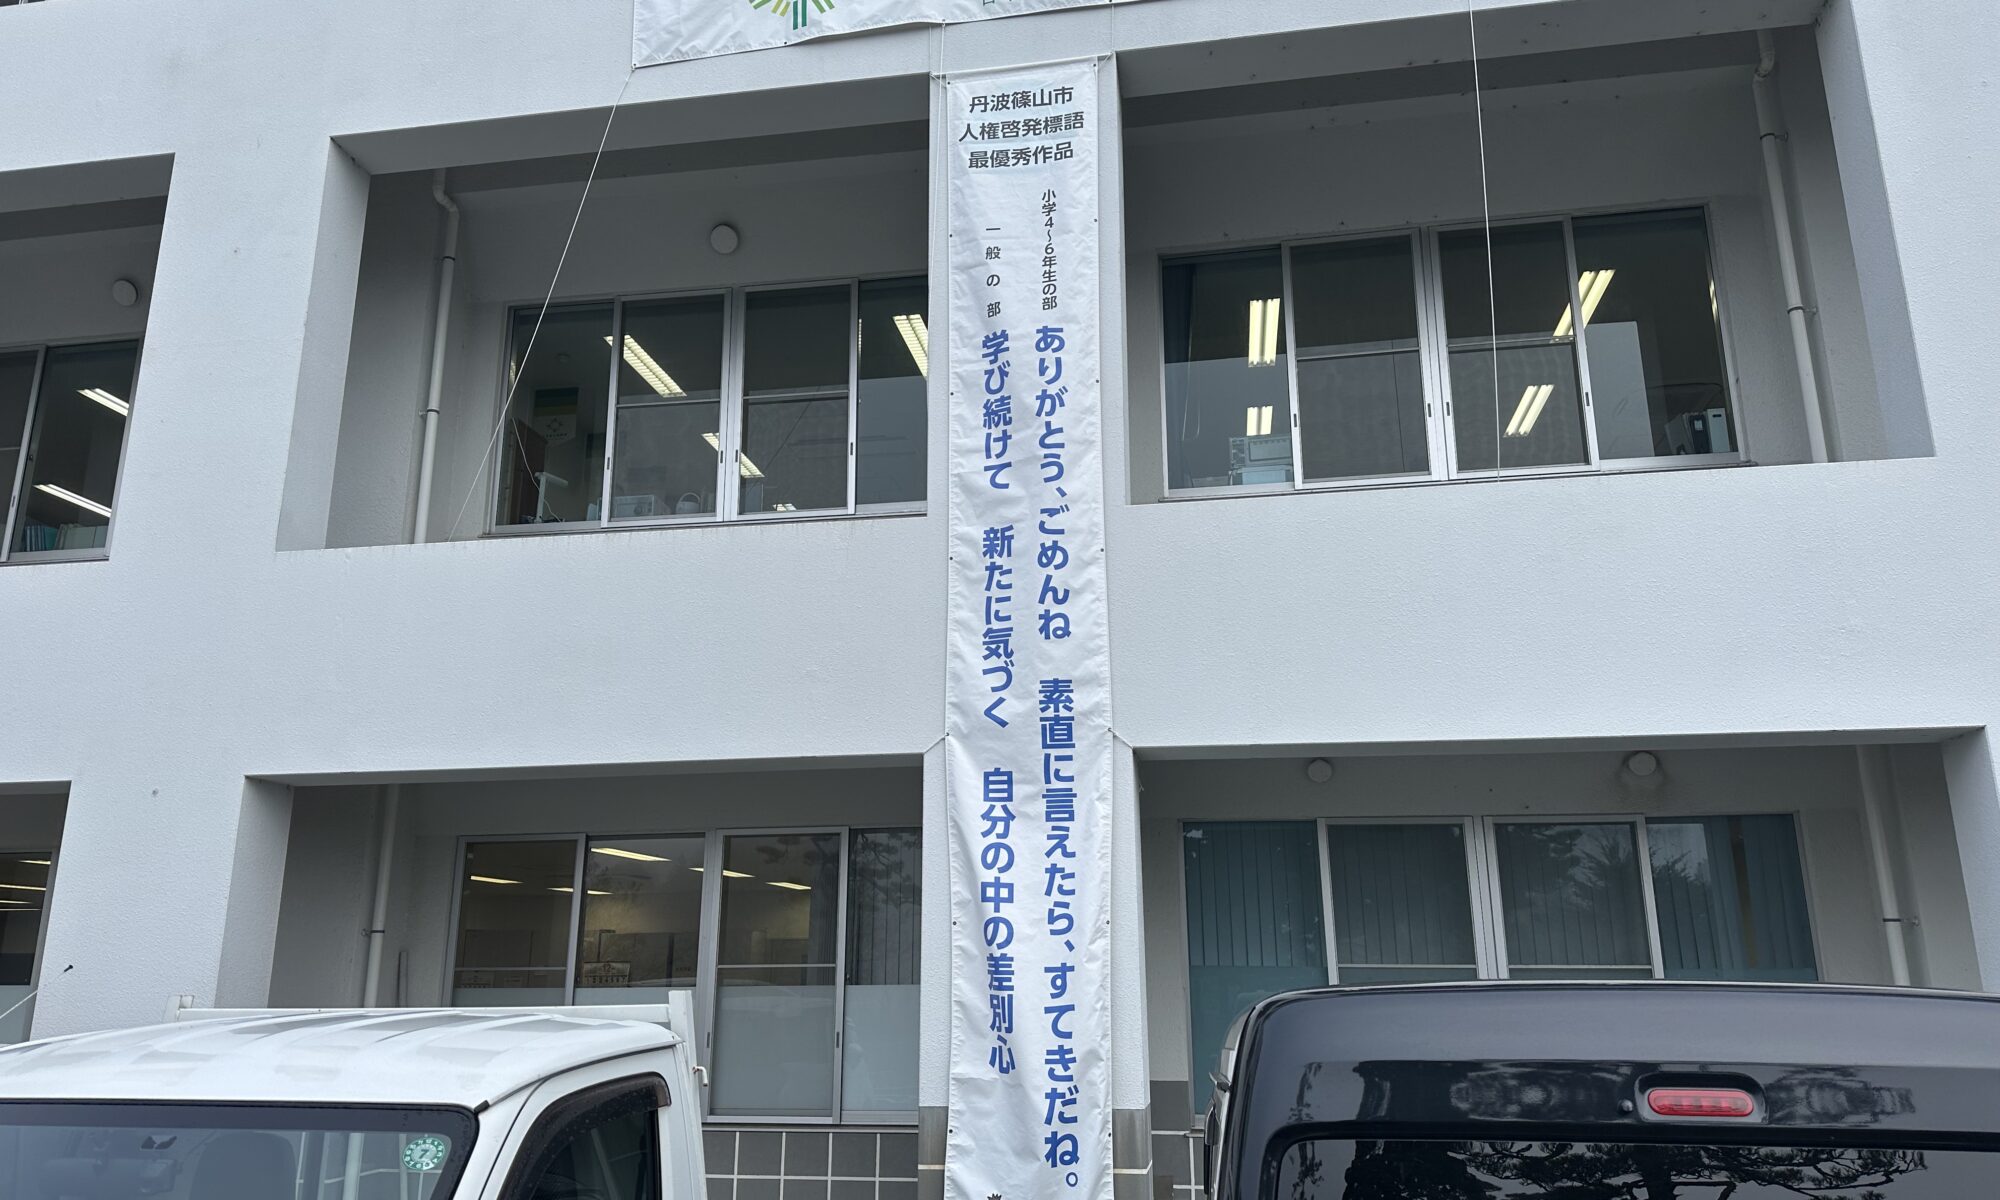 丹波篠山市
人権啓発標語
最優秀作品
小学4～6年生の部
ありがとう、ごめんね　素直に言えたら、すてきだね。
一般の部
学び続けて　新たに気づく　自分の中の差別心
12
7